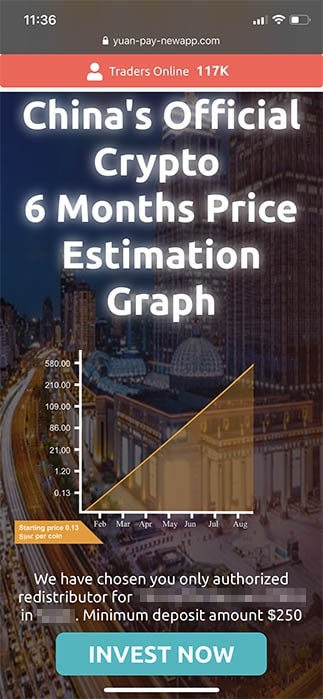 11:36
yuan-pay-newapp.com
Traders Online 117K
China's Official
Crypto
6 Months Price
Estimation
Graph
580.00
210.00
109.00
86.00
21,00
1.20
0.13
Starting price 0.13
per coin
Feb Mar Apr May Jun Jul Aug
We have chosen you only authorized
redistributor for
in . Minimum deposit amount $250
INVEST NOW